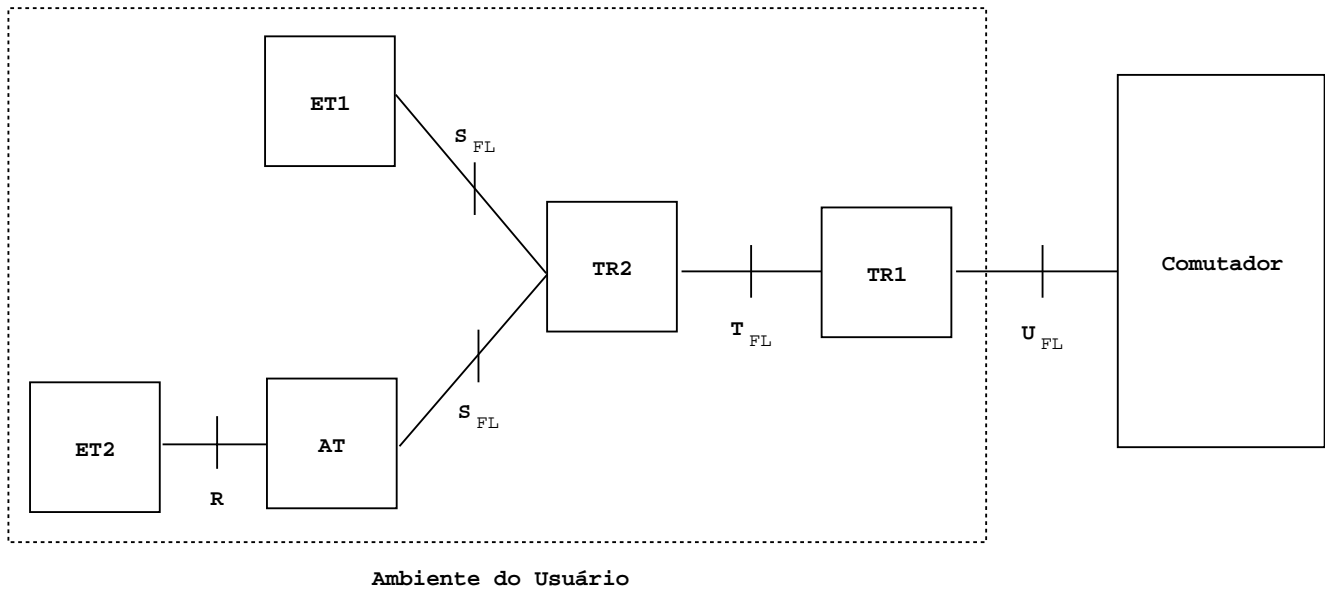 ET1
S FL
TR2
TR1
Comutador
T FL
U FL
S FL
ET2
AT
R
Ambiente do Usuário